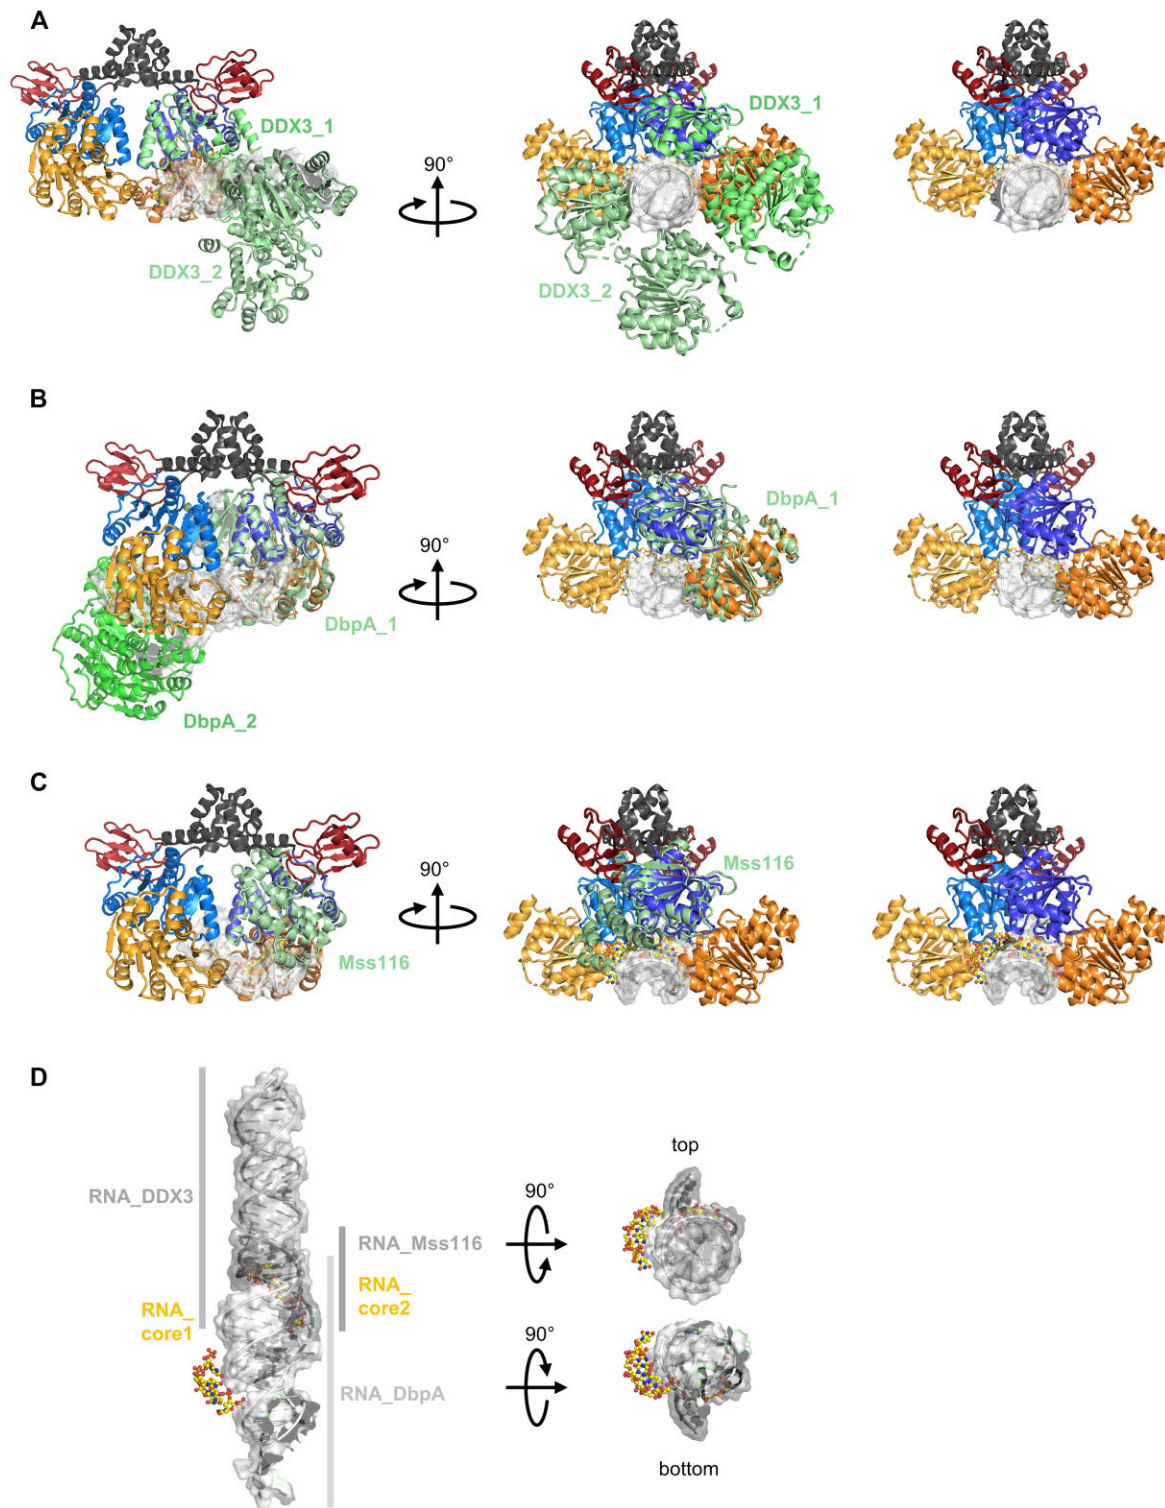 A
DDX3_1
DDX3_2
90°
DDX3_1
DDX3_2
B
DbpA_1
DbpA_2
90°
DbpA_1
C
Mss116
90°
Mss116
D
RNA_DDX3
RNA_
core1
RNA_Mss116
RNA_
core2
RNA_DbpA
90°
top
90°
bottom